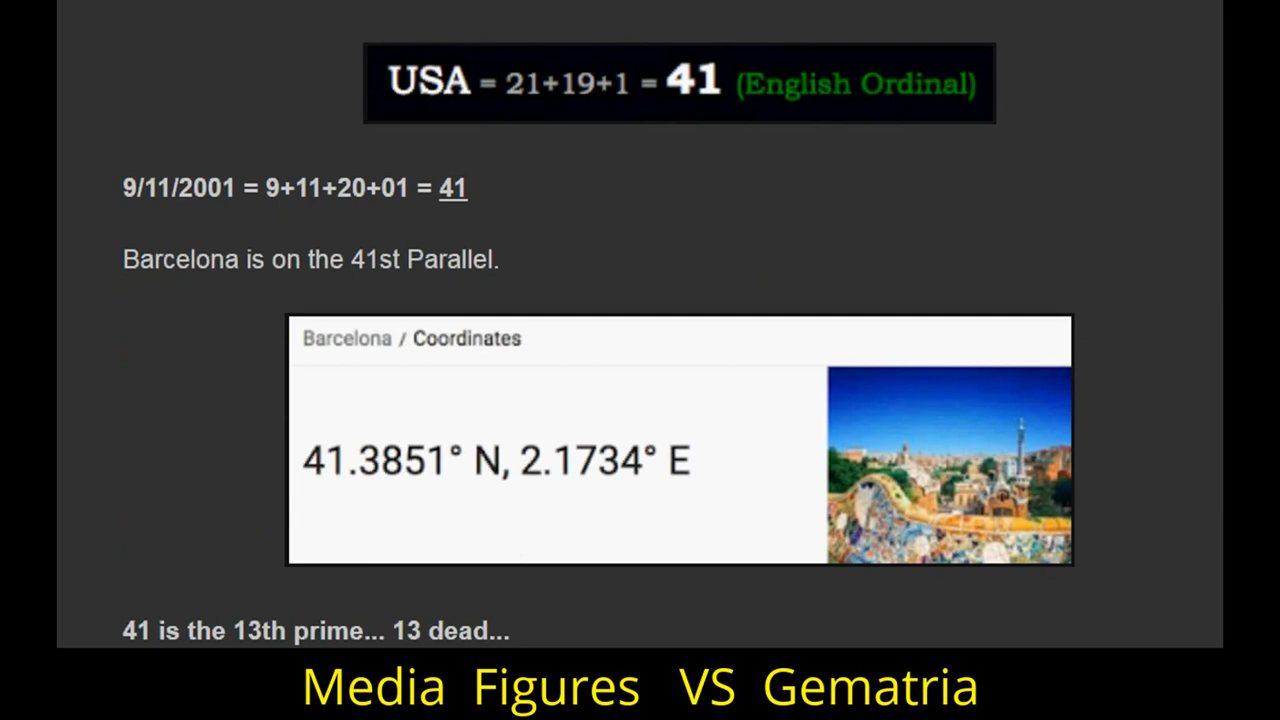 USA = 21+19+1 = 41 (English Ordinal)
9/11/2001 = 9+11+20+01 = 41
Barcelona is on the 41st Parallel.
Barcelona / Coordinates
41.3851° N, 2.1734° E
41 is the 13th prime... 13 dead...
Media Figures VS Gematria